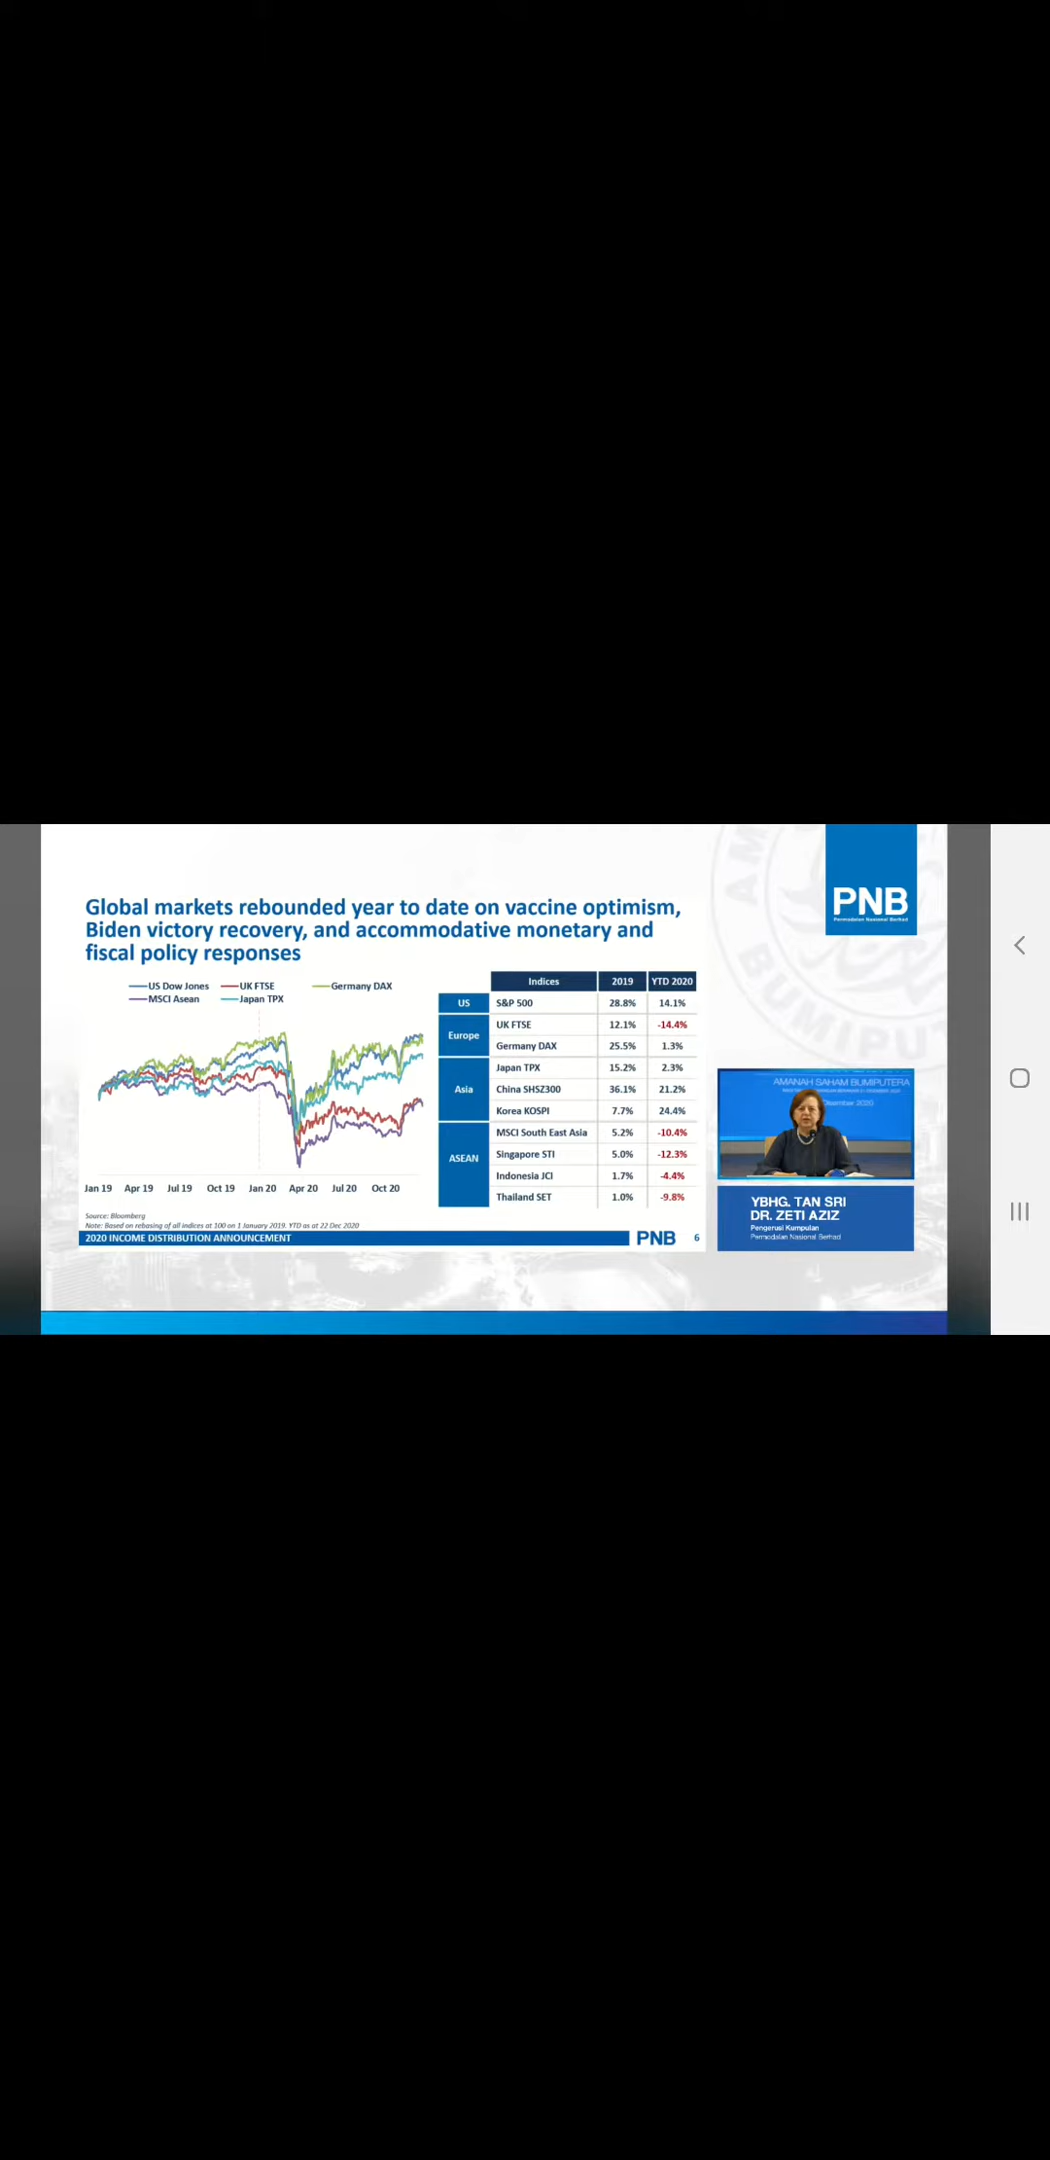 PNB
Permodalan Nasional Berhad
Global markets rebounded year to date on vaccine optimism,
Biden victory recovery, and accommodative monetary and
fiscal policy responses
US Dow Jones UK FTSE Germany DAX
MSCI Asean Japan TPX
Jan 19 Apr 19 Jul 19 Oct 19 Jan 20 Apr 20 Jul 20 Oct 20
Indices 2019 YTD 2020
US S&P 500 28.8% 14.1%
Europe UK FTSE 12.1% -14.4%
Germany DAX 25.5% 1.3%
Asia Japan TPX 15.2% 2.3%
China SHSZ300 36.1% 21.2%
Korea KOSPI 7.7% 24.4%
ASEAN MSCI South East Asia 5.2% -10.4%
Singapore STI 5.0% -12.3%
Indonesia JCI 1.7% -4.4%
Thailand SET 1.0% -9.8%
Source: Bloomberg
Note: Based on rebasing of all indices at 100 on 1 January 2019. YTD as at 22 Dec 2020
2020 INCOME DISTRIBUTION ANNOUNCEMENT PNB 6
AMANAH SAHAM BUMIPUTERA
Disember 2020
YBHG. TAN SRI
DR. ZETI AZIZ
Pengerusi Kumpulan
Permodalan Nasional Berhad
AM
BUMIPUT